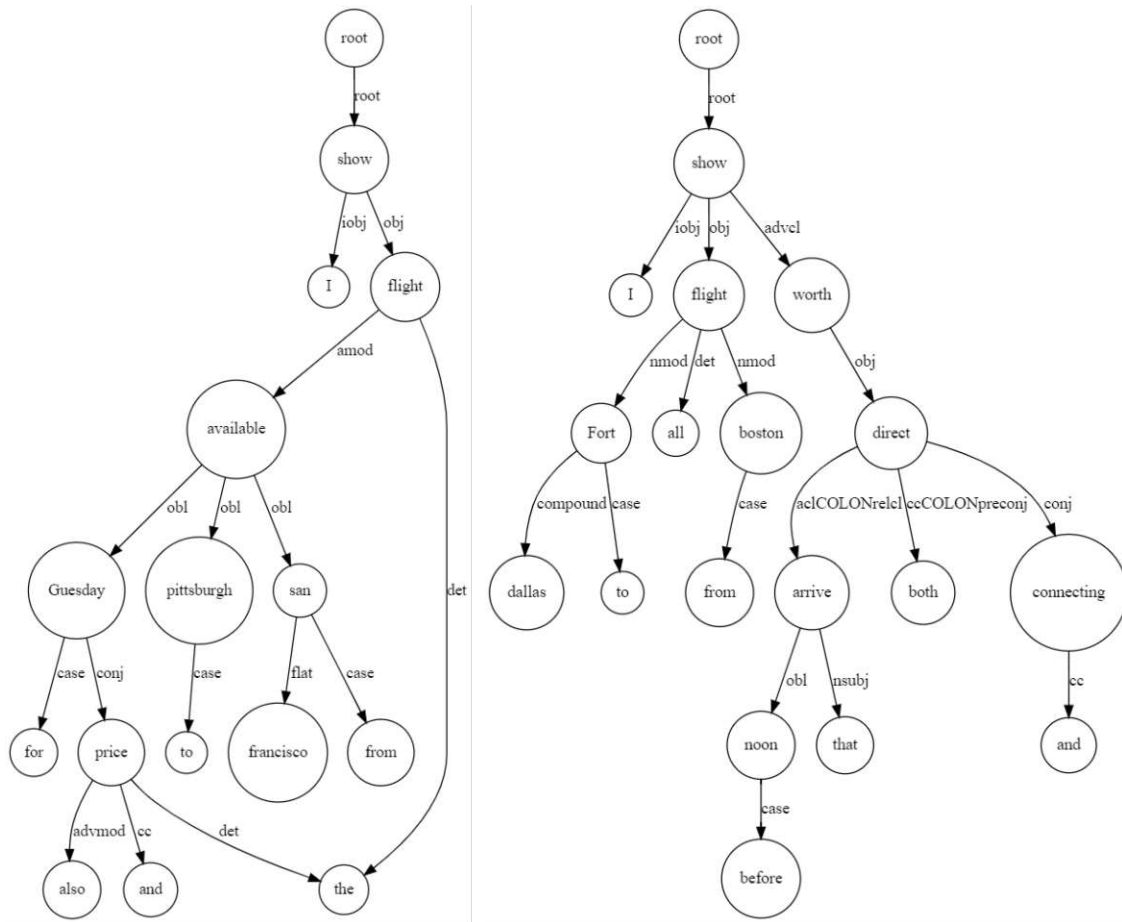 root
root
show
iobj obj
I flight
amod
available
obl obl obl
Guesday pittsburgh san
det
case conj case flat case
for price to francisco from
advmod cc det
also and the
root
root
show
iobj obj advcl
I flight worth
nmod det nmod obj
Fort all boston direct
compound case case aclCOLONrelcl ccCOLONpreconj conj
dallas to from arrive both connecting
obl nsubj cc
noon that and
case
before